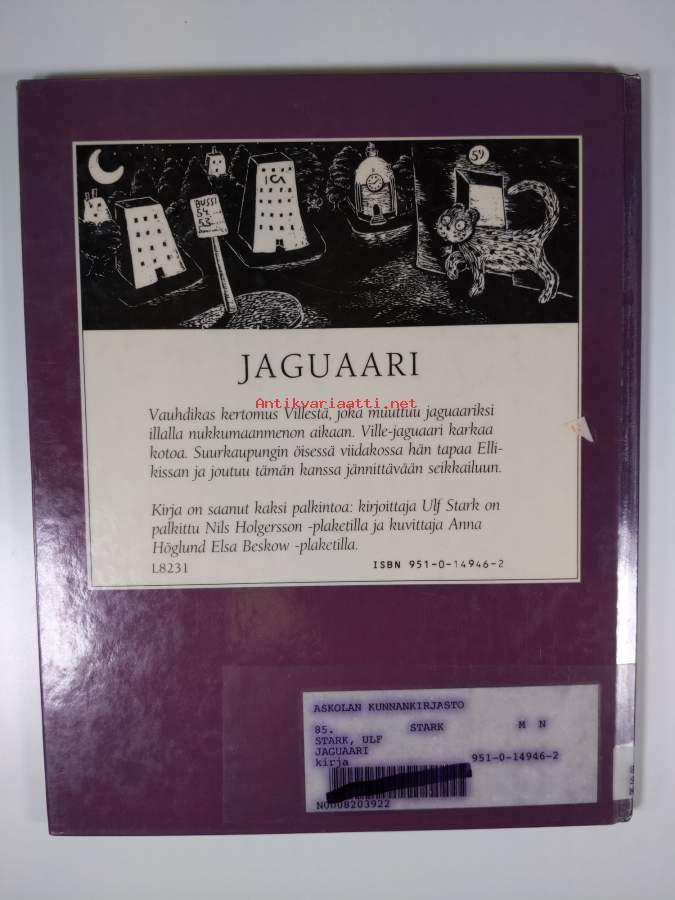 59
ICA
BUSSI
54.
53.
JAGUAARI
Antikvariaatti.net
Vauhdikas kertomus Villestä, joka muuttuu jaguaariksi
illalla nukkumaanmenon aikaan. Ville-jaguaari karkaa
kotoa. Suurkaupungin öisessä viidakossa hän tapaa Elli-
kissan ja joutuu tämän kanssa jännittävään seikkailuun.
Kirja on saanut kaksi palkintoa: kirjoittaja Ulf Stark on
palkittu Nils Holgersson -plaketilla ja kuvittaja Anna
Höglund Elsa Beskow -plaketilla.
L8231 ISBN 951-0-14946-2
ASKOLAN KUNNANKIRJASTO
85. STARK M N
STARK, ULF
JAGUAARI
kirja 951-0-14946-2
N0008203922